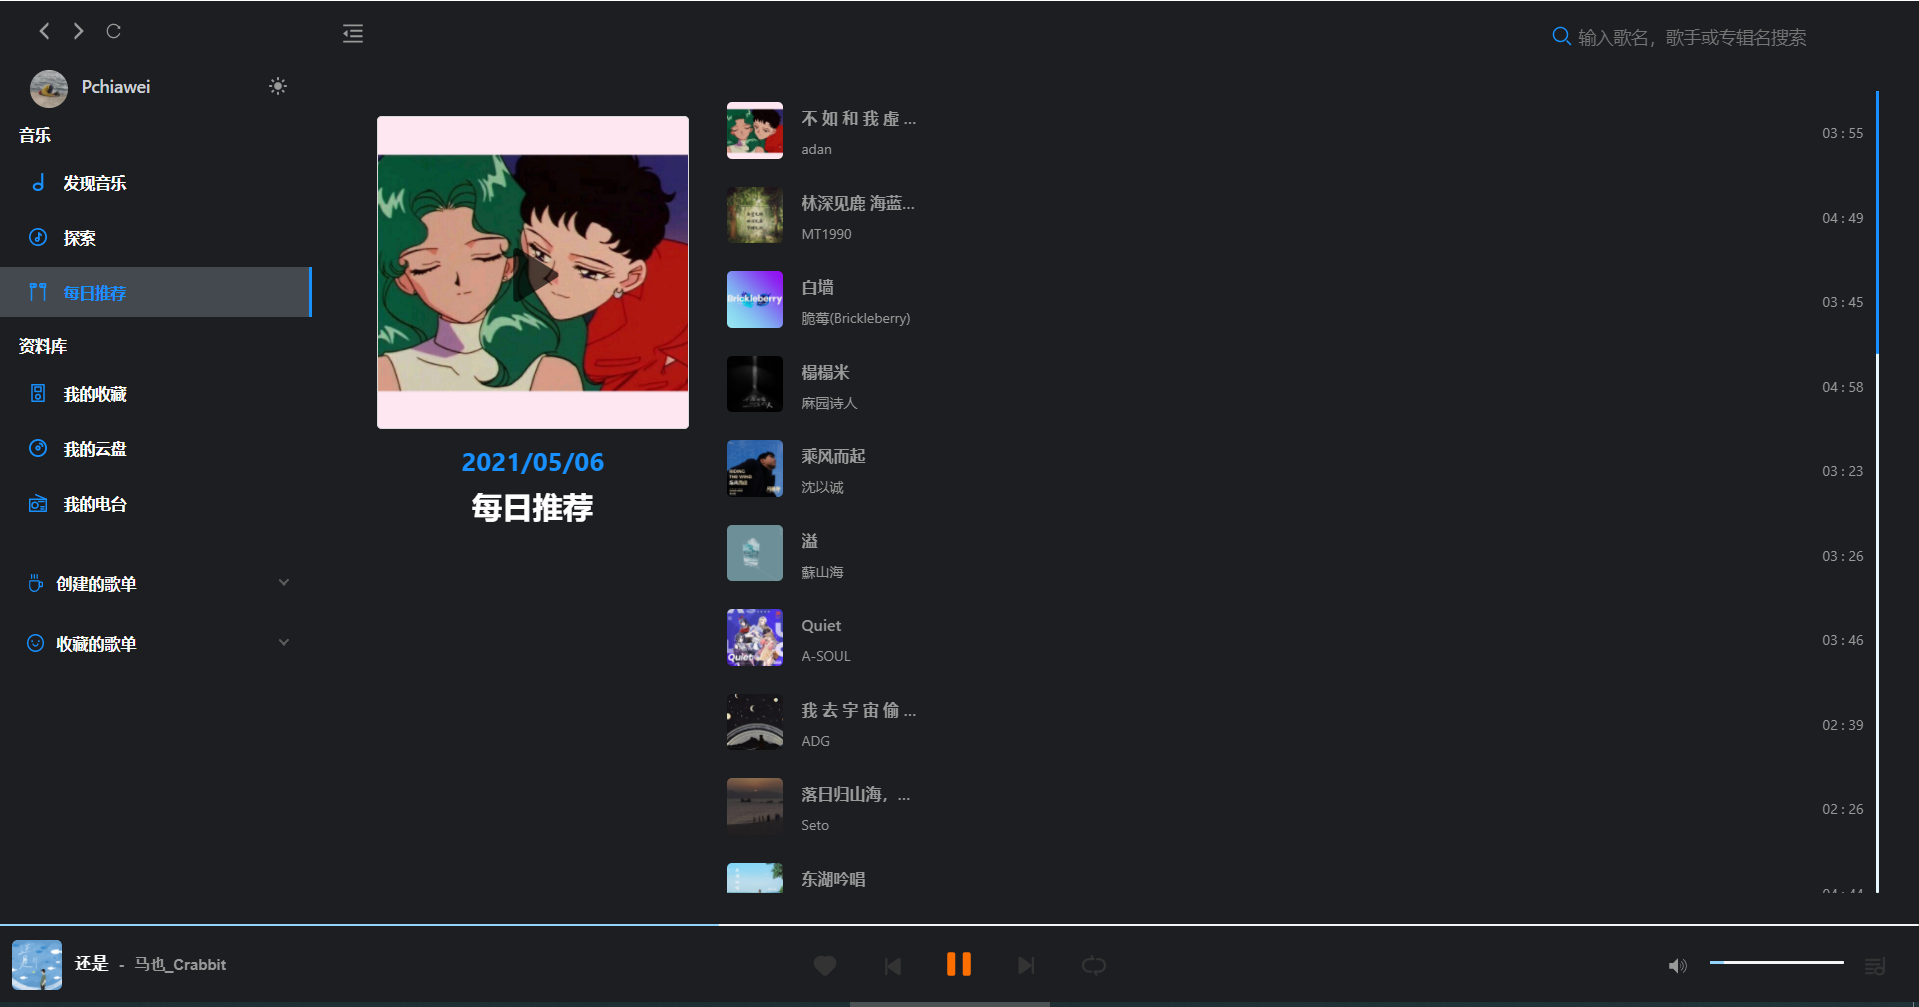 输入歌名，歌手或专辑名搜索
Pchiawei
音乐
发现音乐
探索
每日推荐
资料库
我的收藏
我的云盘
我的电台
创建的歌单
收藏的歌单
2021/05/06
每日推荐
不 如 和 我 虚 ...
adan
03 : 55
林深见鹿 海蓝...
MT1990
04 : 49
白墙
脆莓(Brickleberry)
03 : 45
Brickleberry
榻榻米
麻园诗人
04 : 58
乘风而起
沈以诚
03 : 23
溢
蘇山海
03 : 26
Quiet
A-SOUL
03 : 46
Quiet
我 去 宇 宙 偷 ...
ADG
02 : 39
落日归山海，...
Seto
02 : 26
东湖吟唱
还是 - 马也_Crabbit